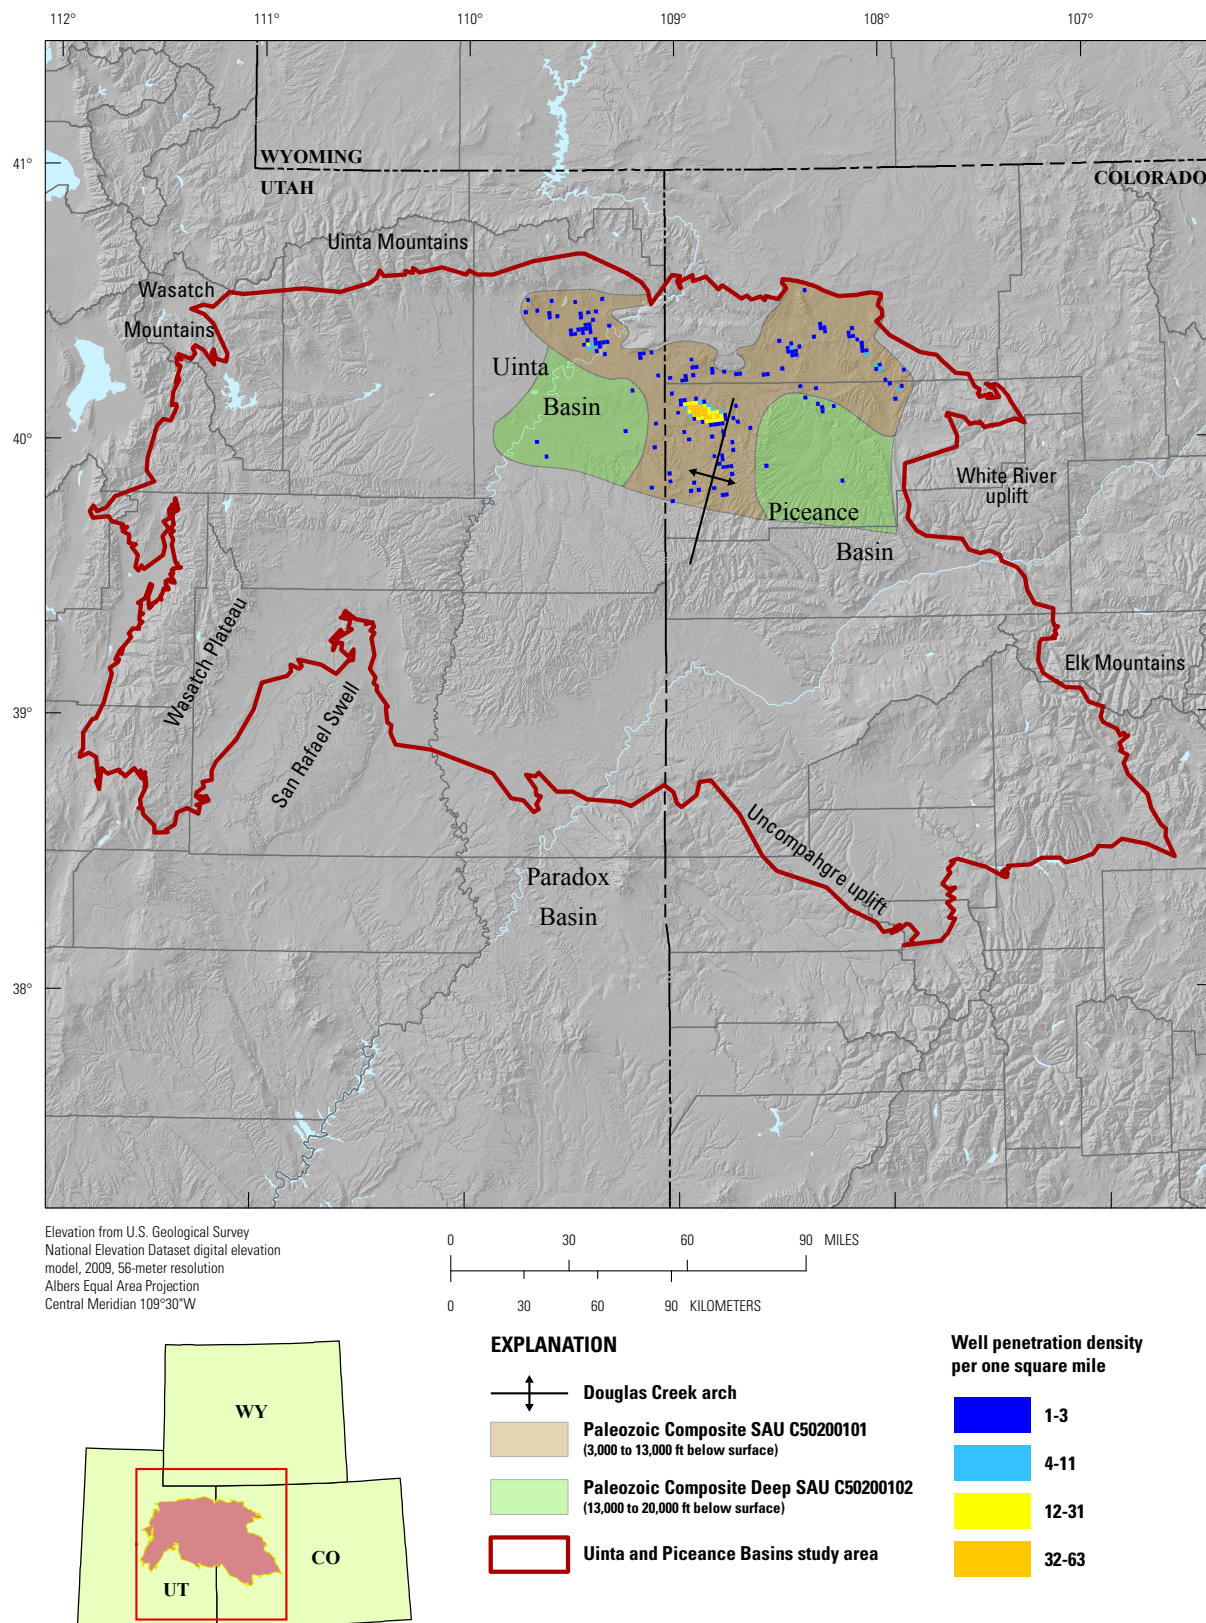 112° 111° 110° 109° 108° 107°
41°
WYOMING
UTAH
COLORADO
Uinta Mountains
Wasatch
Mountains
Uinta
Basin
40°
White River
uplift
Piceance
Basin
Wasatch Plateau
Elk Mountains
San Rafael Swell
39°
Uncompahgre uplift
Paradox
Basin
38°
Elevation from U.S. Geological Survey
National Elevation Dataset digital elevation
model, 2009, 56-meter resolution
Albers Equal Area Projection
Central Meridian 109°30"W
0 30 60 90 MILES
0 30 60 90 KILOMETERS
WY
CO
UT
EXPLANATION
Douglas Creek arch
Paleozoic Composite SAU C50200101
(3,000 to 13,000 ft below surface)
Paleozoic Composite Deep SAU C50200102
(13,000 to 20,000 ft below surface)
Uinta and Piceance Basins study area
Well penetration density
per one square mile
1-3
4-11
12-31
32-63